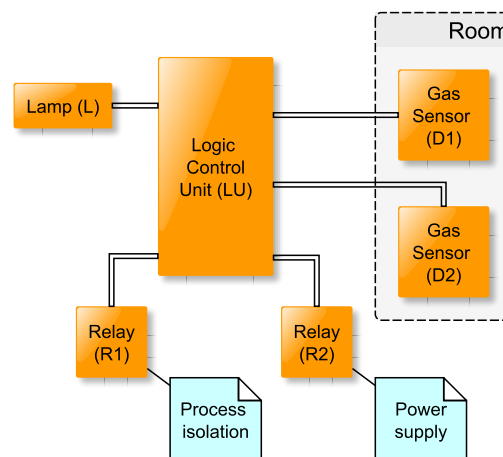 Room
Lamp (L)
Logic
Control
Unit (LU)
Gas
Sensor
(D1)
Gas
Sensor
(D2)
Relay
(R1)
Relay
(R2)
Process
isolation
Power
supply